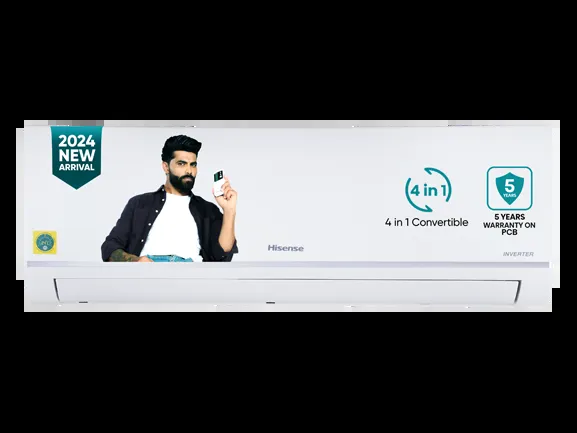 2024
NEW
ARRIVAL
4 in 1
4 in 1 Convertible
5
YEARS
5 YEARS
WARRANTY ON
PCB
Hisense
INVERTER